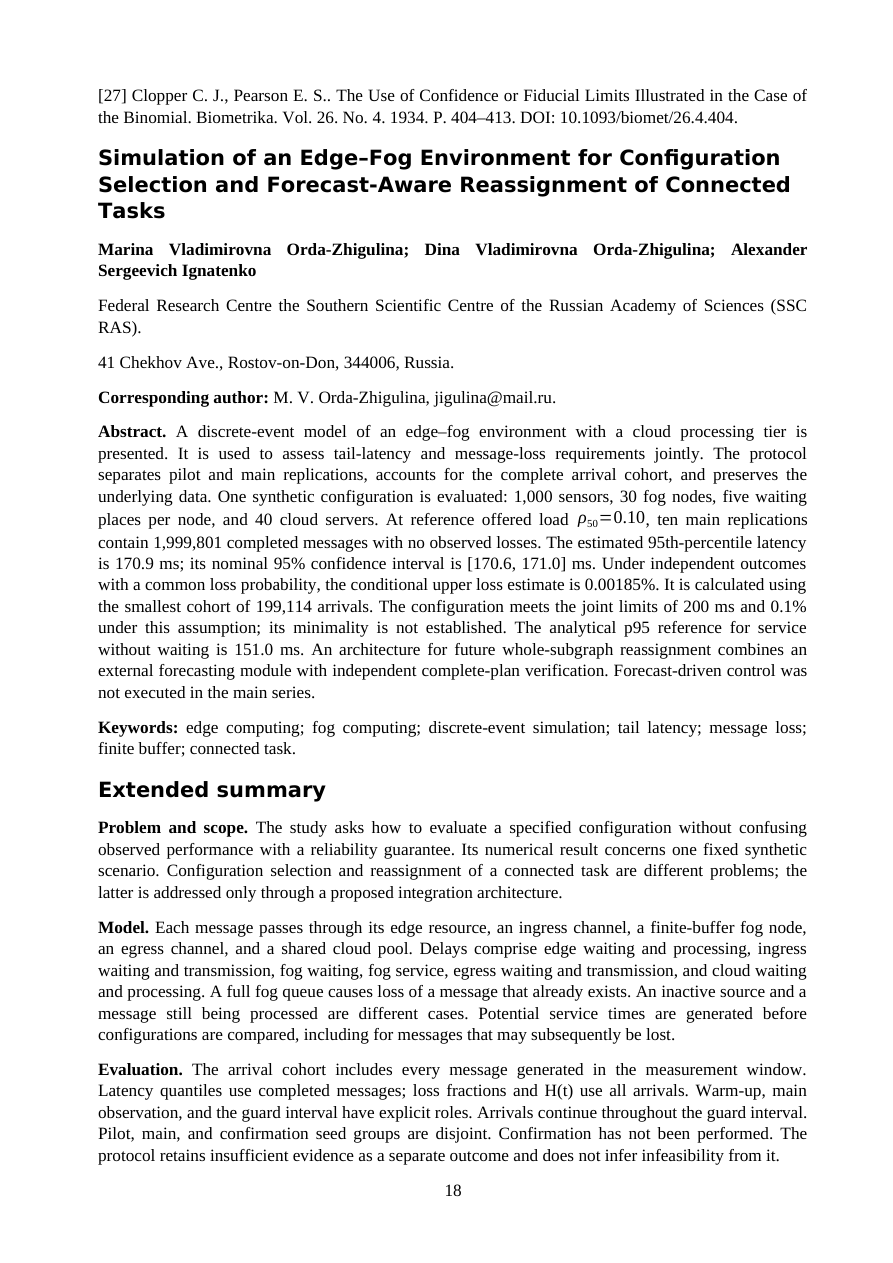 [27] Clopper C. J., Pearson E. S.. The Use of Confidence or Fiducial Limits Illustrated in the Case of
the Binomial. Biometrika. Vol. 26. No. 4. 1934. P. 404–413. DOI: 10.1093/biomet/26.4.404.
Simulation of an Edge–Fog Environment for Configuration
Selection and Forecast-Aware Reassignment of Connected
Tasks
Marina Vladimirovna Orda-Zhigulina; Dina Vladimirovna Orda-Zhigulina; Alexander
Sergeevich Ignatenko
Federal Research Centre the Southern Scientific Centre of the Russian Academy of Sciences (SSC
RAS).
41 Chekhov Ave., Rostov-on-Don, 344006, Russia.
Corresponding author: M. V. Orda-Zhigulina, jigulina@mail.ru.
Abstract. A discrete-event model of an edge–fog environment with a cloud processing tier is
presented. It is used to assess tail-latency and message-loss requirements jointly. The protocol
separates pilot and main replications, accounts for the complete arrival cohort, and preserves the
underlying data. One synthetic configuration is evaluated: 1,000 sensors, 30 fog nodes, five waiting
places per node, and 40 cloud servers. At reference offered load ρ₅₀=0.10, ten main replications
contain 1,999,801 completed messages with no observed losses. The estimated 95th-percentile latency
is 170.9 ms; its nominal 95% confidence interval is [170.6, 171.0] ms. Under independent outcomes
with a common loss probability, the conditional upper loss estimate is 0.00185%. It is calculated using
the smallest cohort of 199,114 arrivals. The configuration meets the joint limits of 200 ms and 0.1%
under this assumption; its minimality is not established. The analytical p95 reference for service
without waiting is 151.0 ms. An architecture for future whole-subgraph reassignment combines an
external forecasting module with independent complete-plan verification. Forecast-driven control was
not executed in the main series.
Keywords: edge computing; fog computing; discrete-event simulation; tail latency; message loss;
finite buffer; connected task.
Extended summary
Problem and scope. The study asks how to evaluate a specified configuration without confusing
observed performance with a reliability guarantee. Its numerical result concerns one fixed synthetic
scenario. Configuration selection and reassignment of a connected task are different problems; the
latter is addressed only through a proposed integration architecture.
Model. Each message passes through its edge resource, an ingress channel, a finite-buffer fog node,
an egress channel, and a shared cloud pool. Delays comprise edge waiting and processing, ingress
waiting and transmission, fog waiting, fog service, egress waiting and transmission, and cloud waiting
and processing. A full fog queue causes loss of a message that already exists. An inactive source and a
message still being processed are different cases. Potential service times are generated before
configurations are compared, including for messages that may subsequently be lost.
Evaluation. The arrival cohort includes every message generated in the measurement window.
Latency quantiles use completed messages; loss fractions and H(t) use all arrivals. Warm-up, main
observation, and the guard interval have explicit roles. Arrivals continue throughout the guard interval.
Pilot, main, and confirmation seed groups are disjoint. Confirmation has not been performed. The
protocol retains insufficient evidence as a separate outcome and does not infer infeasibility from it.
18